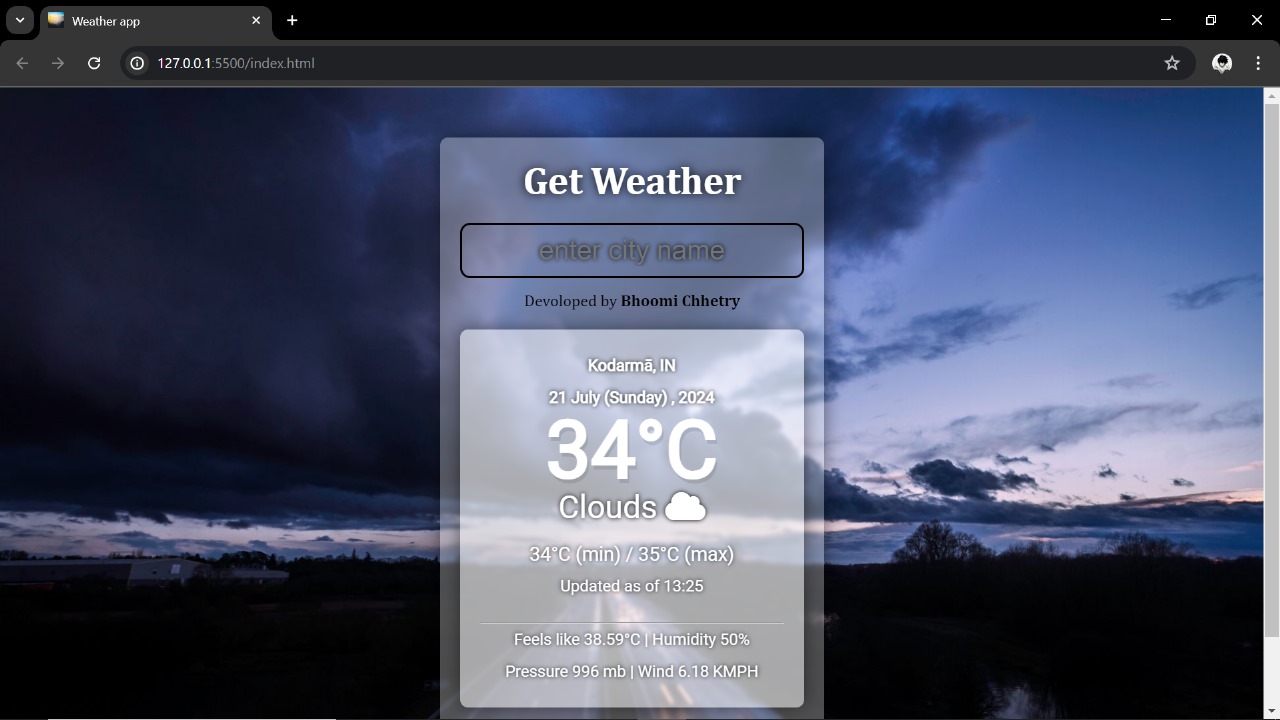 Weather app
127.0.0.1:5500/index.html
Get Weather
enter city name
Devoloped by Bhoomi Chhetry
Kodarmā, IN
21 July (Sunday) , 2024
34°C
Clouds
34°C (min) / 35°C (max)
Updated as of 13:25
Feels like 38.59°C | Humidity 50%
Pressure 996 mb | Wind 6.18 KMPH